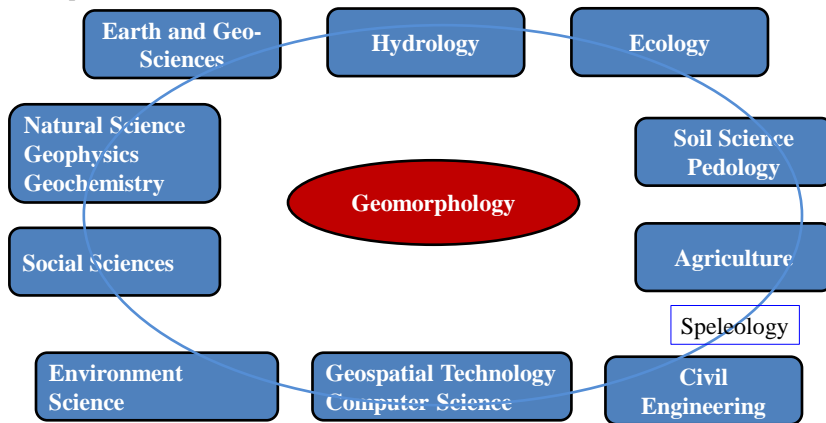 Earth and Geo-
Sciences
Hydrology
Ecology
Natural Science
Geophysics
Geochemistry
Soil Science
Pedology
Geomorphology
Social Sciences
Agriculture
Speleology
Environment
Science
Geospatial Technology
Computer Science
Civil
Engineering